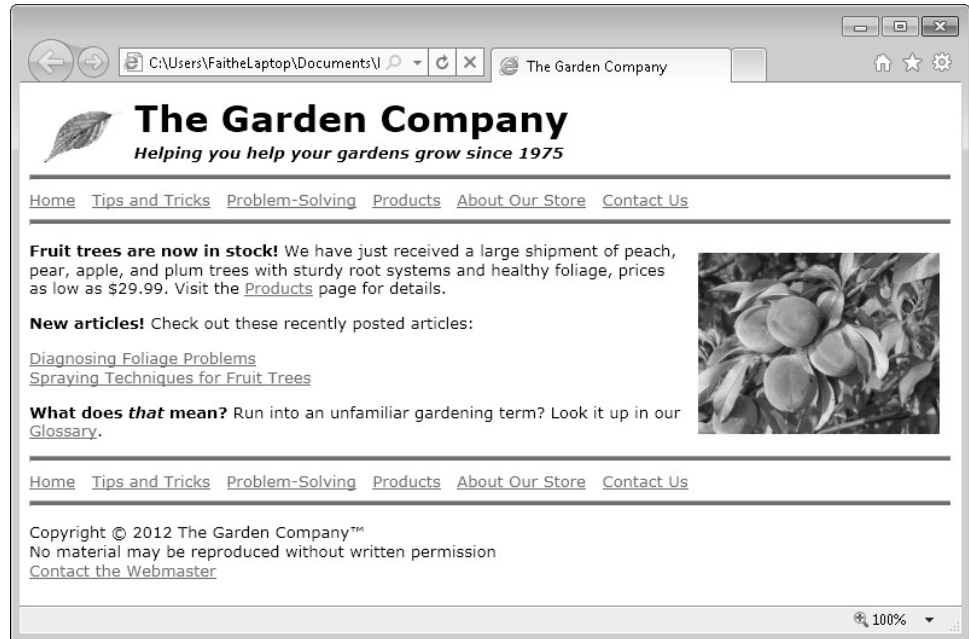 C:\Users\FaitheLaptop\Documents\
The Garden Company
The Garden Company
Helping you help your gardens grow since 1975
Home Tips and Tricks Problem-Solving Products About Our Store Contact Us
Fruit trees are now in stock! We have just received a large shipment of peach,
pear, apple, and plum trees with sturdy root systems and healthy foliage, prices
as low as $29.99. Visit the Products page for details.
New articles! Check out these recently posted articles:
Diagnosing Foliage Problems
Spraying Techniques for Fruit Trees
What does that mean? Run into an unfamiliar gardening term? Look it up in our
Glossary.
Home Tips and Tricks Problem-Solving Products About Our Store Contact Us
Copyright © 2012 The Garden Company™
No material may be reproduced without written permission
Contact the Webmaster
100%